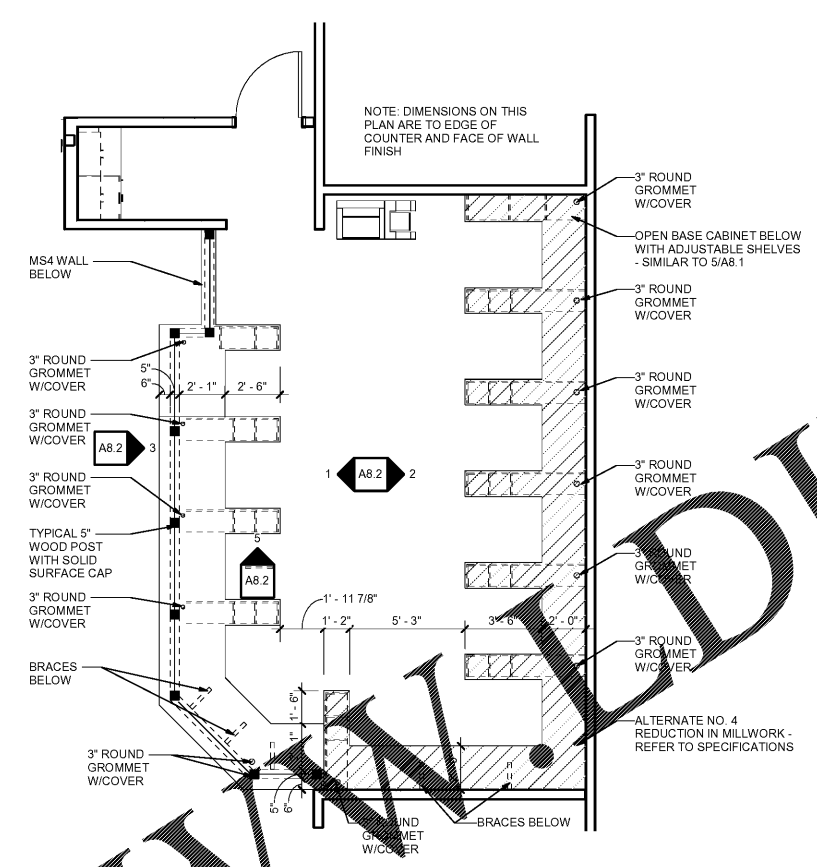 NOTE: DIMENSIONS ON THIS
PLAN ARE TO EDGE OF
COUNTER AND FACE OF WALL
FINISH
3" ROUND
GROMMET
W/COVER
OPEN BASE CABINET BELOW
WITH ADJUSTABLE SHELVES
- SIMILAR TO 5/A8.1
MS4 WALL
BELOW
3" ROUND
GROMMET
W/COVER
3" ROUND
GROMMET
W/COVER
5"
6"
2' - 1"
2' - 6"
3" ROUND
GROMMET
W/COVER
3" ROUND
GROMMET
W/COVER
A8.2
3
1
A8.2
2
3" ROUND
GROMMET
W/COVER
3" ROUND
GROMMET
W/COVER
TYPICAL 5"
WOOD POST
WITH SOLID
SURFACE CAP
5
A8.2
3" ROUND
GROMMET
W/COVER
3" ROUND
GROMMET
W/COVER
1' - 11 7/8"
1' - 2"
5' - 3"
3' - 6"
2' - 0"
3" ROUND
GROMMET
W/COVER
BRACES
BELOW
1' - 6"
ALTERNATE NO. 4
REDUCTION IN MILLWORK -
REFER TO SPECIFICATIONS
3" ROUND
GROMMET
W/COVER
5"
6"
3" ROUND
GROMMET
W/COVER
BRACES BELOW